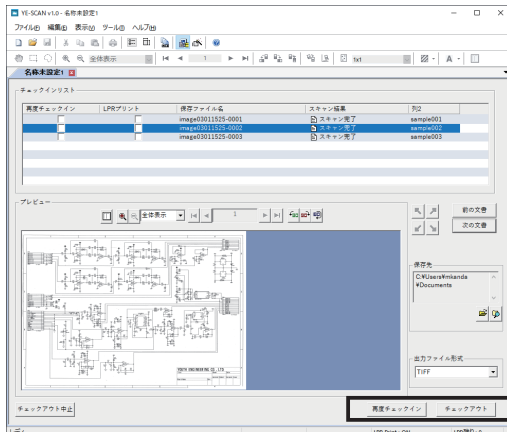 YE-SCAN v1.0 - 名称未設定1
ファイル(F) 編集(E) 表示(V) ツール(T) ヘルプ(H)
全体表示 1 txt A
名称未設定1
チェックインリスト
再度チェックイン LPRプリント 保存ファイル名 スキャン結果 列2
image03011525-0001 スキャン完了 sample001
image03011525-0002 スキャン完了 sample002
image03011525-0003 スキャン完了 sample003
プレビュー
全体表示 1
前の文書
次の文書
保存先
C:¥Users¥mkanda
¥Documents
出力ファイル形式
TIFF
チェックアウト中止 再度チェックイン チェックアウト
レディ